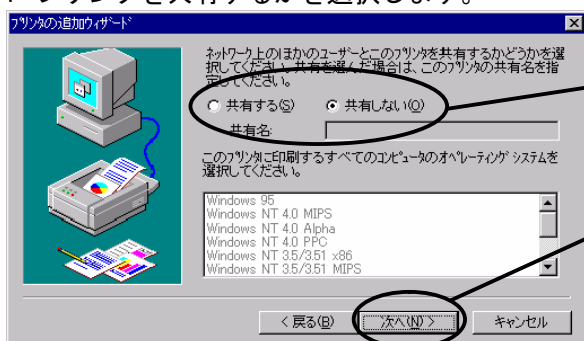 プリンタを共有するかを選択します。
プリンタの追加ウィザード
ネットワーク上のほかのユーザーとこのプリンタを共有するかどうかを選
択してください。共有を選んだ場合は、このプリンタの共有名を指
定してください。
共有する(S) 共有しない(O)
共有名:
このプリンタに印刷するすべてのコンピュータのオペレーティング システムを
選択してください。
Windows 95
Windows NT 4.0 MIPS
Windows NT 4.0 Alpha
Windows NT 4.0 PPC
Windows NT 3.5/3.51 x86
Windows NT 3.5/3.51 MIPS
< 戻る(B) 次へ(N) > キャンセル